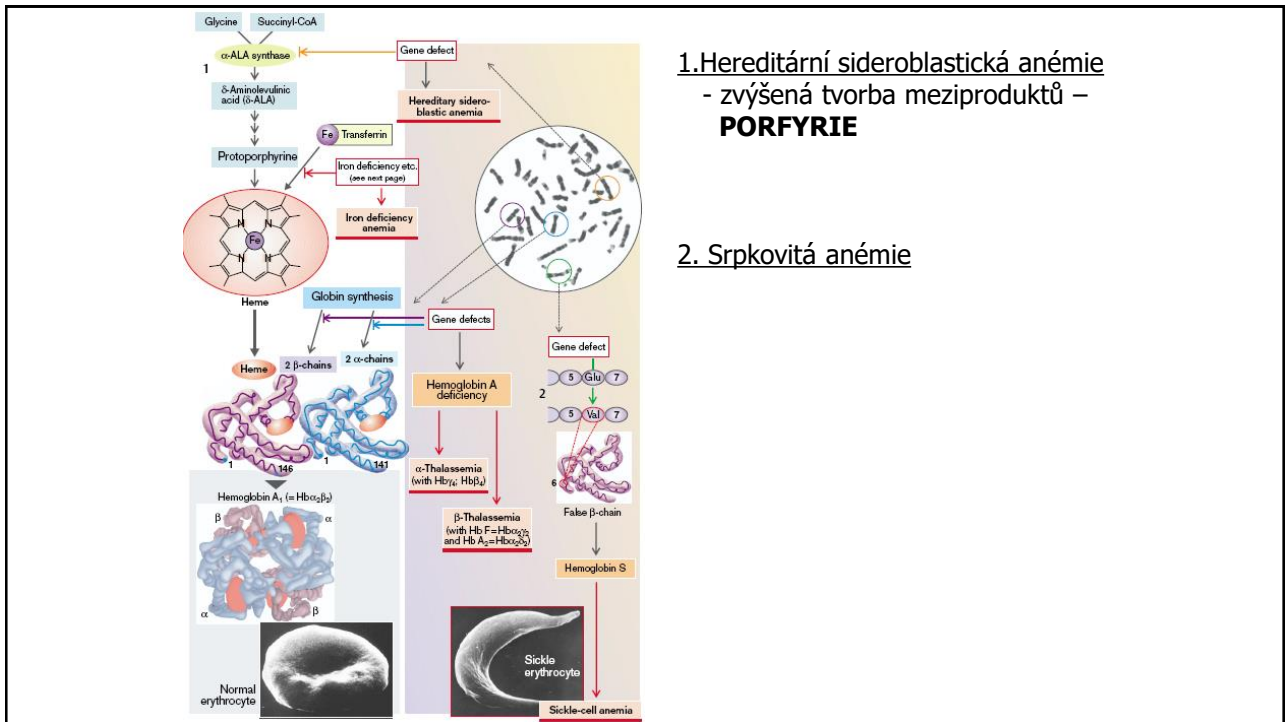 Glycine
Succinyl-CoA
α-ALA synthase
1
δ-Aminolevulinic
acid (δ-ALA)
Protoporphyrine
Fe
Transferrin
Iron deficiency etc.
(see next page)
Iron deficiency
anemia
Gene defect
Hereditary sidero-
blastic anemia
N
N
Fe
N
N
Heme
Globin synthesis
Gene defects
Heme
2 β-chains
2 α-chains
1
146
1
141
Hemoglobin A
deficiency
α-Thalassemia
(with Hbγ4; Hbβ4)
β-Thalassemia
(with Hb F=Hbα2γ2
and Hb A2=Hbα2δ2)
Gene defect
5 Glu 7
2
5 Val 7
6
False β-chain
Hemoglobin S
Hemoglobin A1 (= Hbα2β2)
β
α
α
β
Normal
erythrocyte
Sickle
erythrocyte
Sickle-cell anemia
1.Hereditární sideroblastická anémie
- zvýšená tvorba meziproduktů –
PORFYRIE
2. Srpkovitá anémie